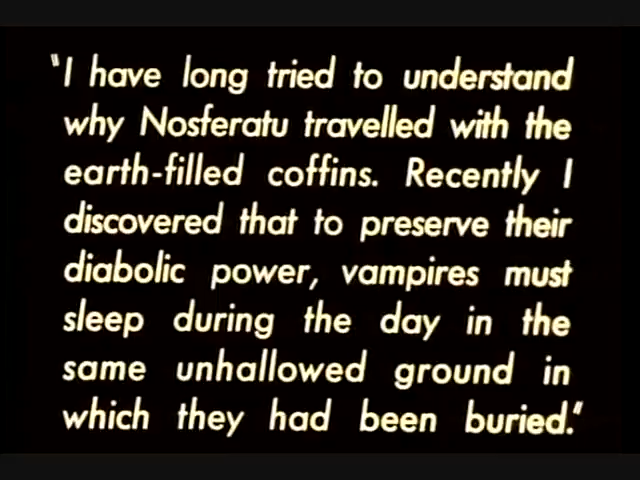 "I have long tried to understand
why Nosferatu travelled with the
earth-filled coffins. Recently I
discovered that to preserve their
diabolic power, vampires must
sleep during the day in the
same unhallowed ground in
which they had been buried."